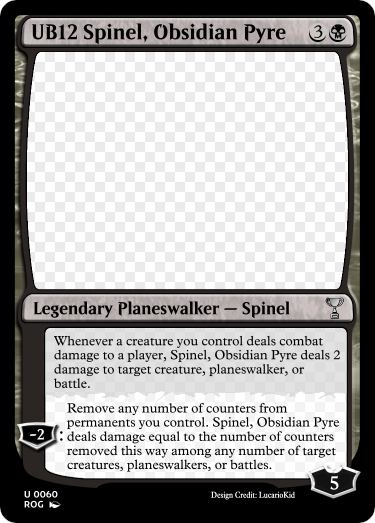 UB12 Spinel, Obsidian Pyre 3
Legendary Planeswalker — Spinel
Whenever a creature you control deals combat
damage to a player, Spinel, Obsidian Pyre deals 2
damage to target creature, planeswalker, or
battle.
Remove any number of counters from
permanents you control. Spinel, Obsidian Pyre
-2: deals damage equal to the number of counters
removed this way among any number of target
creatures, planeswalkers, or battles.
5
U 0060
ROG
Design Credit: LucarioKid